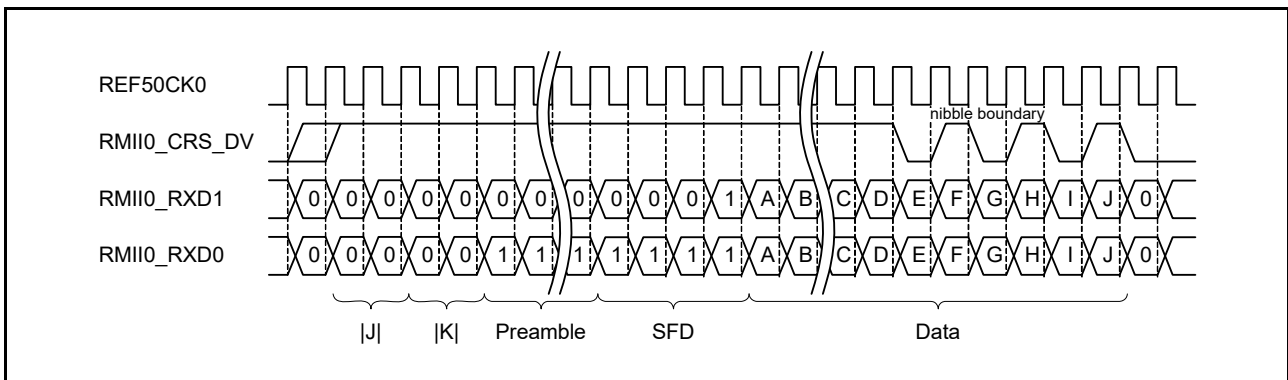 REF50CK0
nibble boundary
RMII0_CRS_DV
RMII0_RXD1 0 0 0 0 0 0 0 0 0 0 0 1 A B C D E F G H I J 0
RMII0_RXD0 0 0 0 0 0 1 1 1 1 1 1 1 A B C D E F G H I J 0
|J| |K| Preamble SFD Data